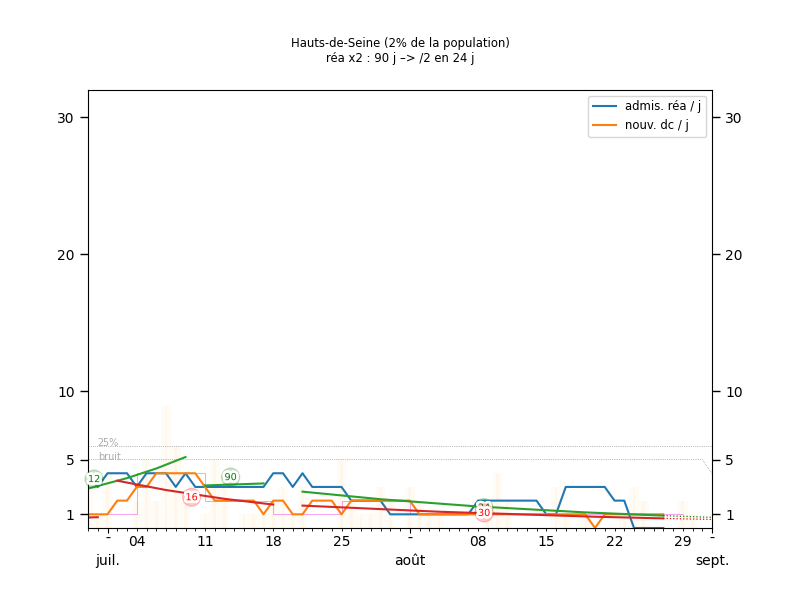 Hauts-de-Seine (2% de la population)
réa x2 : 90 j –> /2 en 24 j
admis. réa / j
nouv. dc / j
30 30
20 20
10 10
25%
bruit
5 5
12
90
16
30
1 1
- 04 11 18 25 - 08 15 22 29 -
juil. août sept.